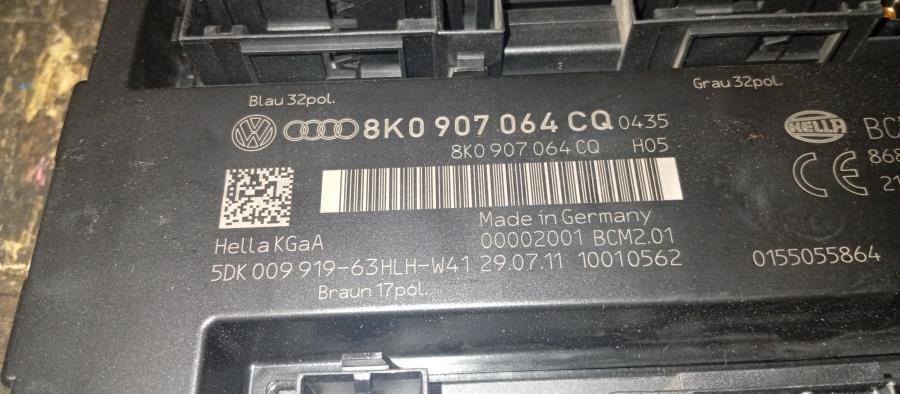 Blau 32pol.
Grau 32pol.
8K0 907 064 CQ 0435
8K0 907 064 CQ H05
HELLA
Made in Germany
00002001 BCM2.01
Hella KGaA
5DK 009 919-63HLH-W41 29.07.11 10010562
0155055864
Braun 17pol.